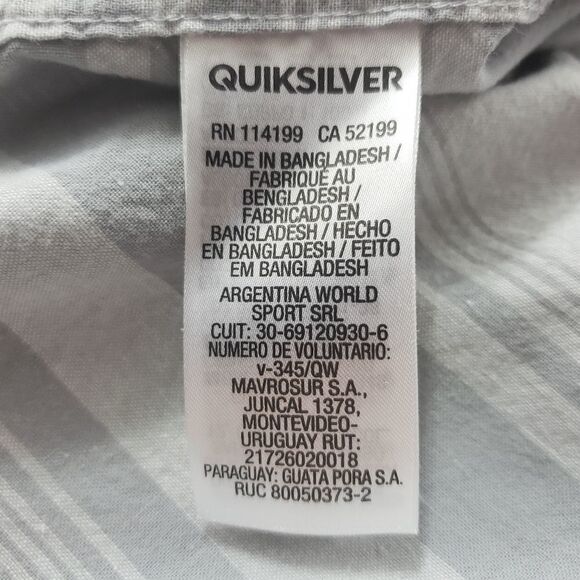 QUIKSILVER
RN 114199 CA 52199
MADE IN BANGLADESH /
FABRIQUÉ AU
BENGLADESH /
FABRICADO EN
BANGLADESH / HECHO
EN BANGLADESH / FEITO
EM BANGLADESH
ARGENTINA WORLD
SPORT SRL
CUIT: 30-69120930-6
NUMERO DE VOLUNTARIO:
v-345/QW
MAVROSUR S.A.,
JUNCAL 1378,
MONTEVIDEO-
URUGUAY RUT:
21726020018
PARAGUAY: GUATA PORA S.A.
RUC 80050373-2